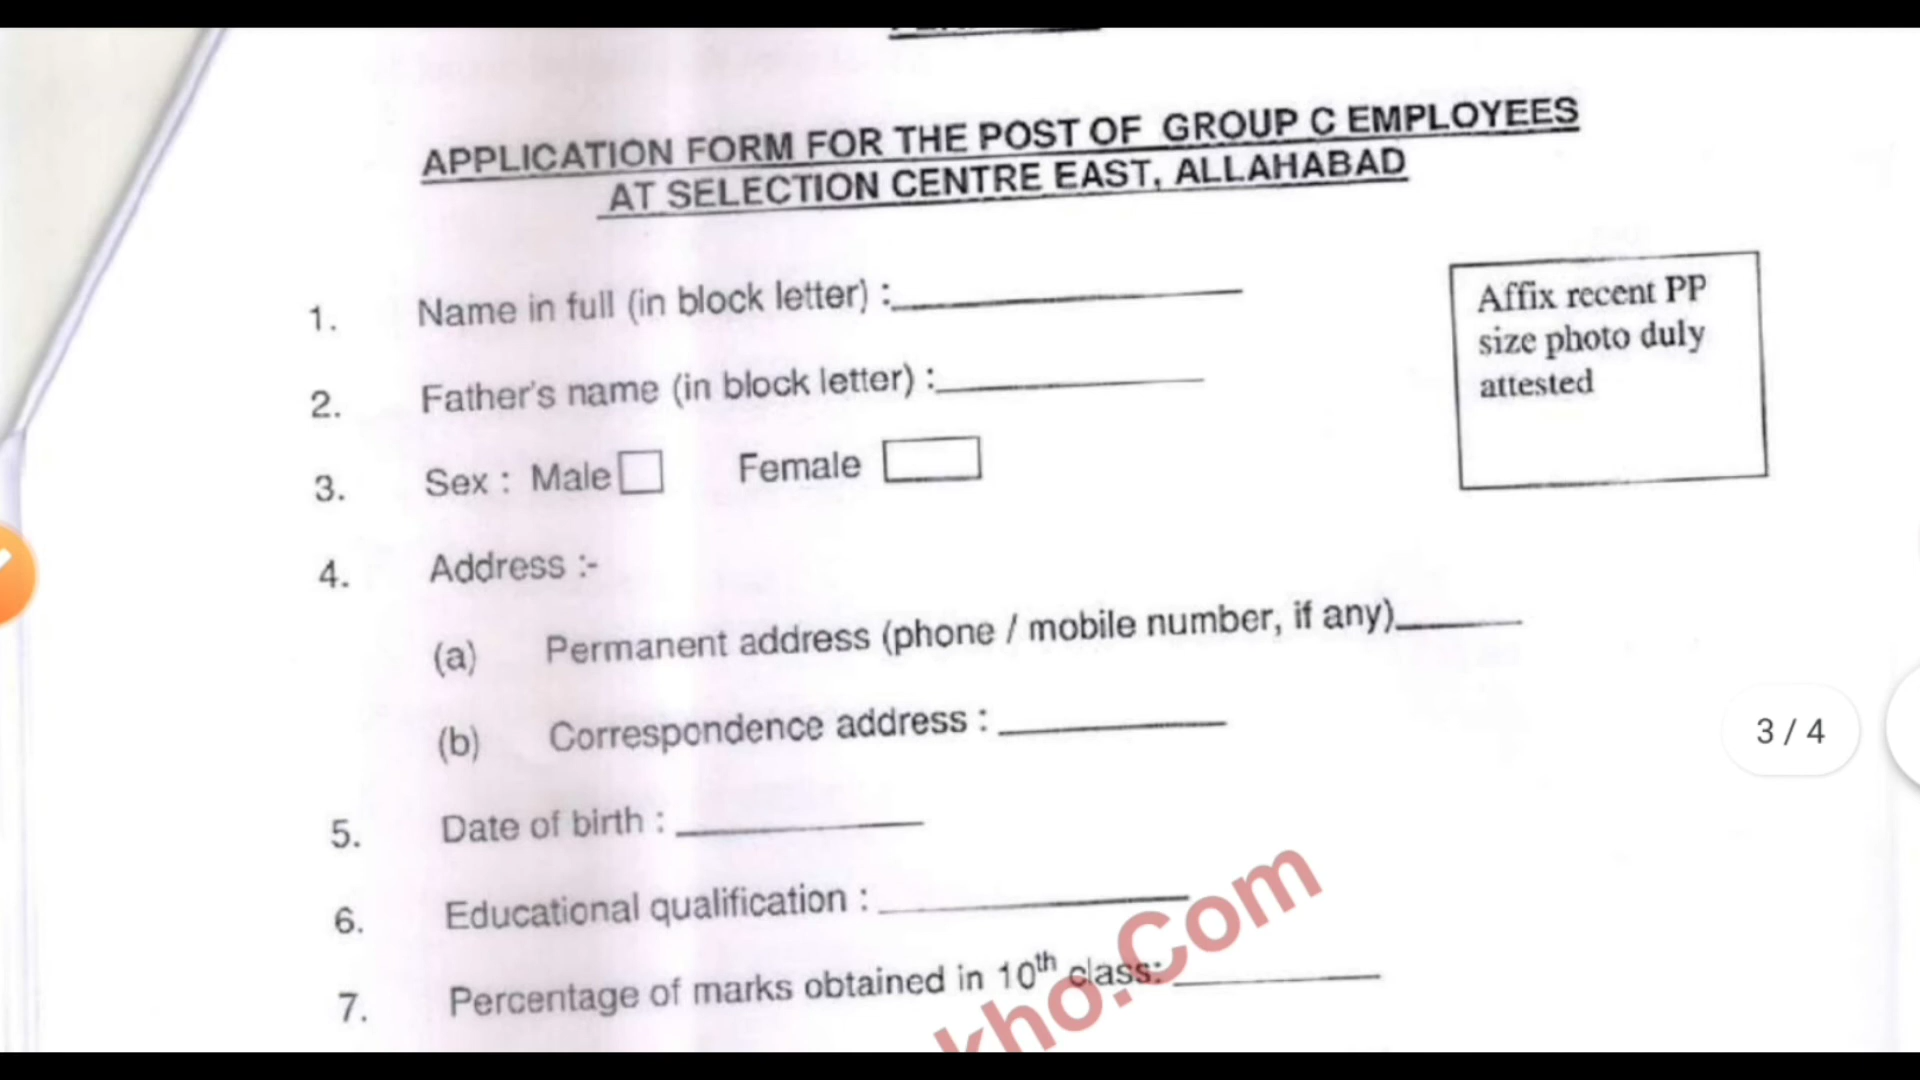 APPLICATION FORM FOR THE POST OF GROUP C EMPLOYEES
AT SELECTION CENTRE EAST, ALLAHABAD
Affix recent PP
size photo duly
attested
1. Name in full (in block letter) :
2. Father's name (in block letter) :
3. Sex : Male Female
4. Address :-
(a) Permanent address (phone / mobile number, if any)
(b) Correspondence address :
3 / 4
5. Date of birth :
6. Educational qualification :
7. Percentage of marks obtained in 10th class:
kho.Com